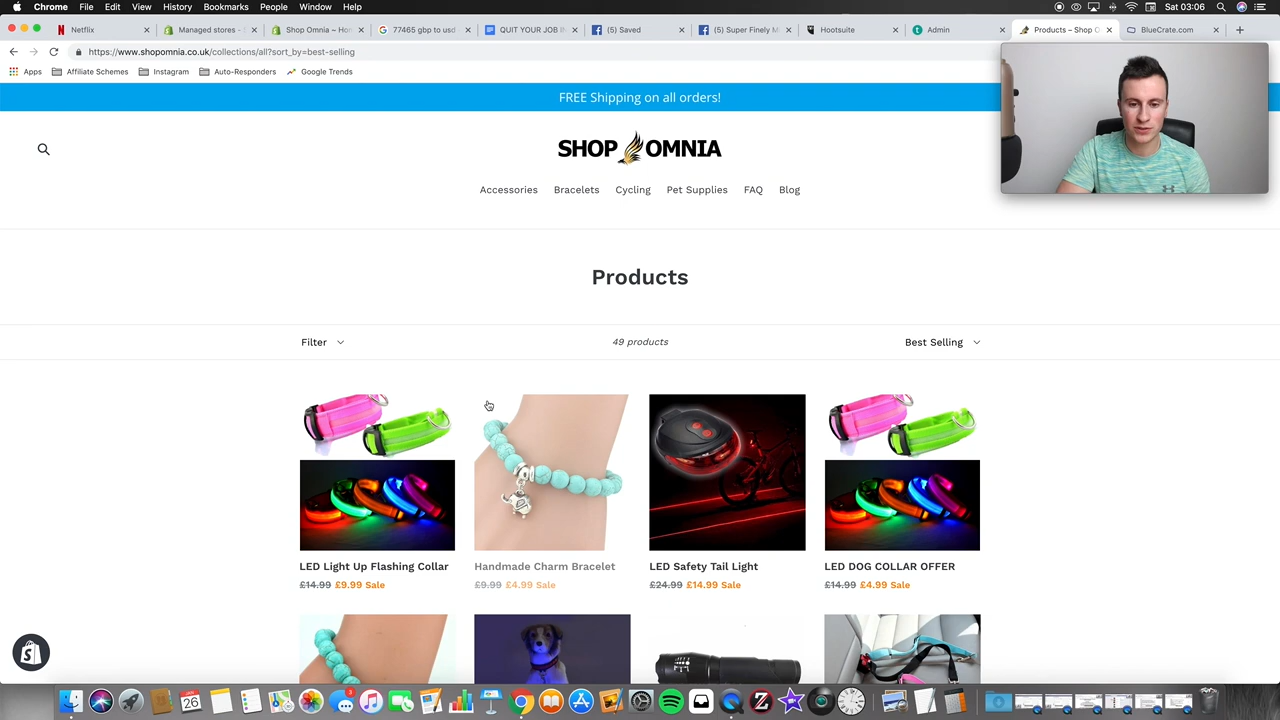 Chrome File Edit View History Bookmarks People Window Help Sat 03:06
Netflix Managed stores - Shop Omnia ~ Hom 77465 gbp to usd QUIT YOUR JOB (5) Saved (5) Super Finely M Hootsuite Admin Products – Shop O BlueCrate.com
https://www.shopomnia.co.uk/collections/all?sort_by=best-selling
Apps Affiliate Schemes Instagram Auto-Responders Google Trends
FREE Shipping on all orders!
SHOP OMNIA
Accessories Bracelets Cycling Pet Supplies FAQ Blog
Products
Filter 49 products Best Selling
LED Light Up Flashing Collar Handmade Charm Bracelet LED Safety Tail Light LED DOG COLLAR OFFER
£14.99 £9.99 Sale £9.99 £4.99 Sale £24.99 £14.99 Sale £14.99 £4.99 Sale
26 3